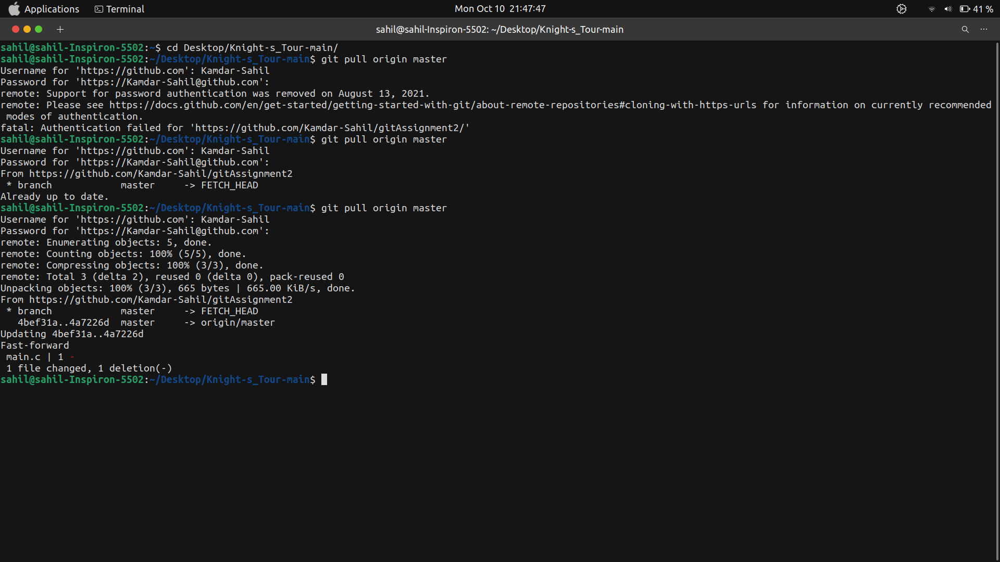 Applications Terminal Mon Oct 10 21:47:47 41 %
sahil@sahil-Inspiron-5502: ~/Desktop/Knight-s_Tour-main
sahil@sahil-Inspiron-5502:~$ cd Desktop/Knight-s_Tour-main/
sahil@sahil-Inspiron-5502:~/Desktop/Knight-s_Tour-main$ git pull origin master
Username for 'https://github.com': Kamdar-Sahil
Password for 'https://Kamdar-Sahil@github.com':
remote: Support for password authentication was removed on August 13, 2021.
remote: Please see https://docs.github.com/en/get-started/getting-started-with-git/about-remote-repositories#cloning-with-https-urls for information on currently recommended
 modes of authentication.
fatal: Authentication failed for 'https://github.com/Kamdar-Sahil/gitAssignment2/'
sahil@sahil-Inspiron-5502:~/Desktop/Knight-s_Tour-main$ git pull origin master
Username for 'https://github.com': Kamdar-Sahil
Password for 'https://Kamdar-Sahil@github.com':
From https://github.com/Kamdar-Sahil/gitAssignment2
 * branch            master     -> FETCH_HEAD
Already up to date.
sahil@sahil-Inspiron-5502:~/Desktop/Knight-s_Tour-main$ git pull origin master
Username for 'https://github.com': Kamdar-Sahil
Password for 'https://Kamdar-Sahil@github.com':
remote: Enumerating objects: 5, done.
remote: Counting objects: 100% (5/5), done.
remote: Compressing objects: 100% (3/3), done.
remote: Total 3 (delta 2), reused 0 (delta 0), pack-reused 0
Unpacking objects: 100% (3/3), 665 bytes | 665.00 KiB/s, done.
From https://github.com/Kamdar-Sahil/gitAssignment2
 * branch            master     -> FETCH_HEAD
   4bef31a..4a7226d  master     -> origin/master
Updating 4bef31a..4a7226d
Fast-forward
 main.c | 1 -
 1 file changed, 1 deletion(-)
sahil@sahil-Inspiron-5502:~/Desktop/Knight-s_Tour-main$